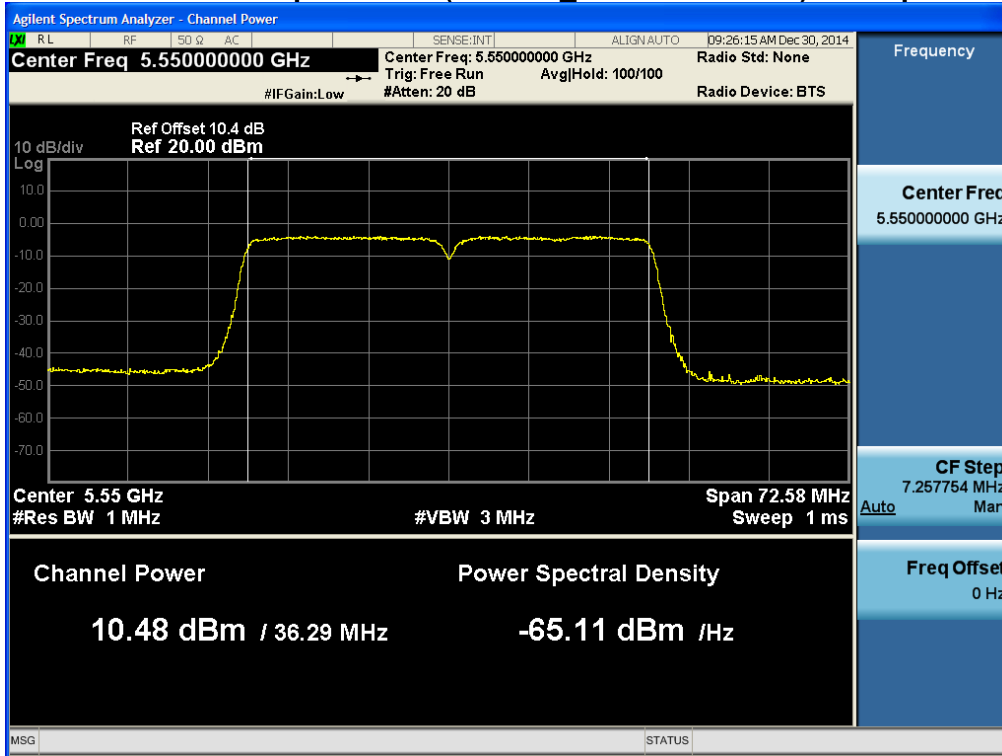 Agilent Spectrum Analyzer - Channel Power
LXI RL RF 50 Ω AC SENSE:INT ALIGN AUTO 09:26:15 AM Dec 30, 2014
Center Freq 5.550000000 GHz
#IFGain:Low
Center Freq: 5.550000000 GHz
Trig: Free Run Avg|Hold: 100/100
#Atten: 20 dB
Radio Std: None
Radio Device: BTS
Ref Offset 10.4 dB
10 dB/div Ref 20.00 dBm
Log
10.0
0.00
-10.0
-20.0
-30.0
-40.0
-50.0
-60.0
-70.0
Center 5.55 GHz Span 72.58 MHz
#Res BW 1 MHz #VBW 3 MHz Sweep 1 ms
Channel Power Power Spectral Density
10.48 dBm / 36.29 MHz -65.11 dBm /Hz
MSG STATUS
Frequency
Center Freq
5.550000000 GHz
CF Step
7.257754 MHz
Auto Man
Freq Offset
0 Hz